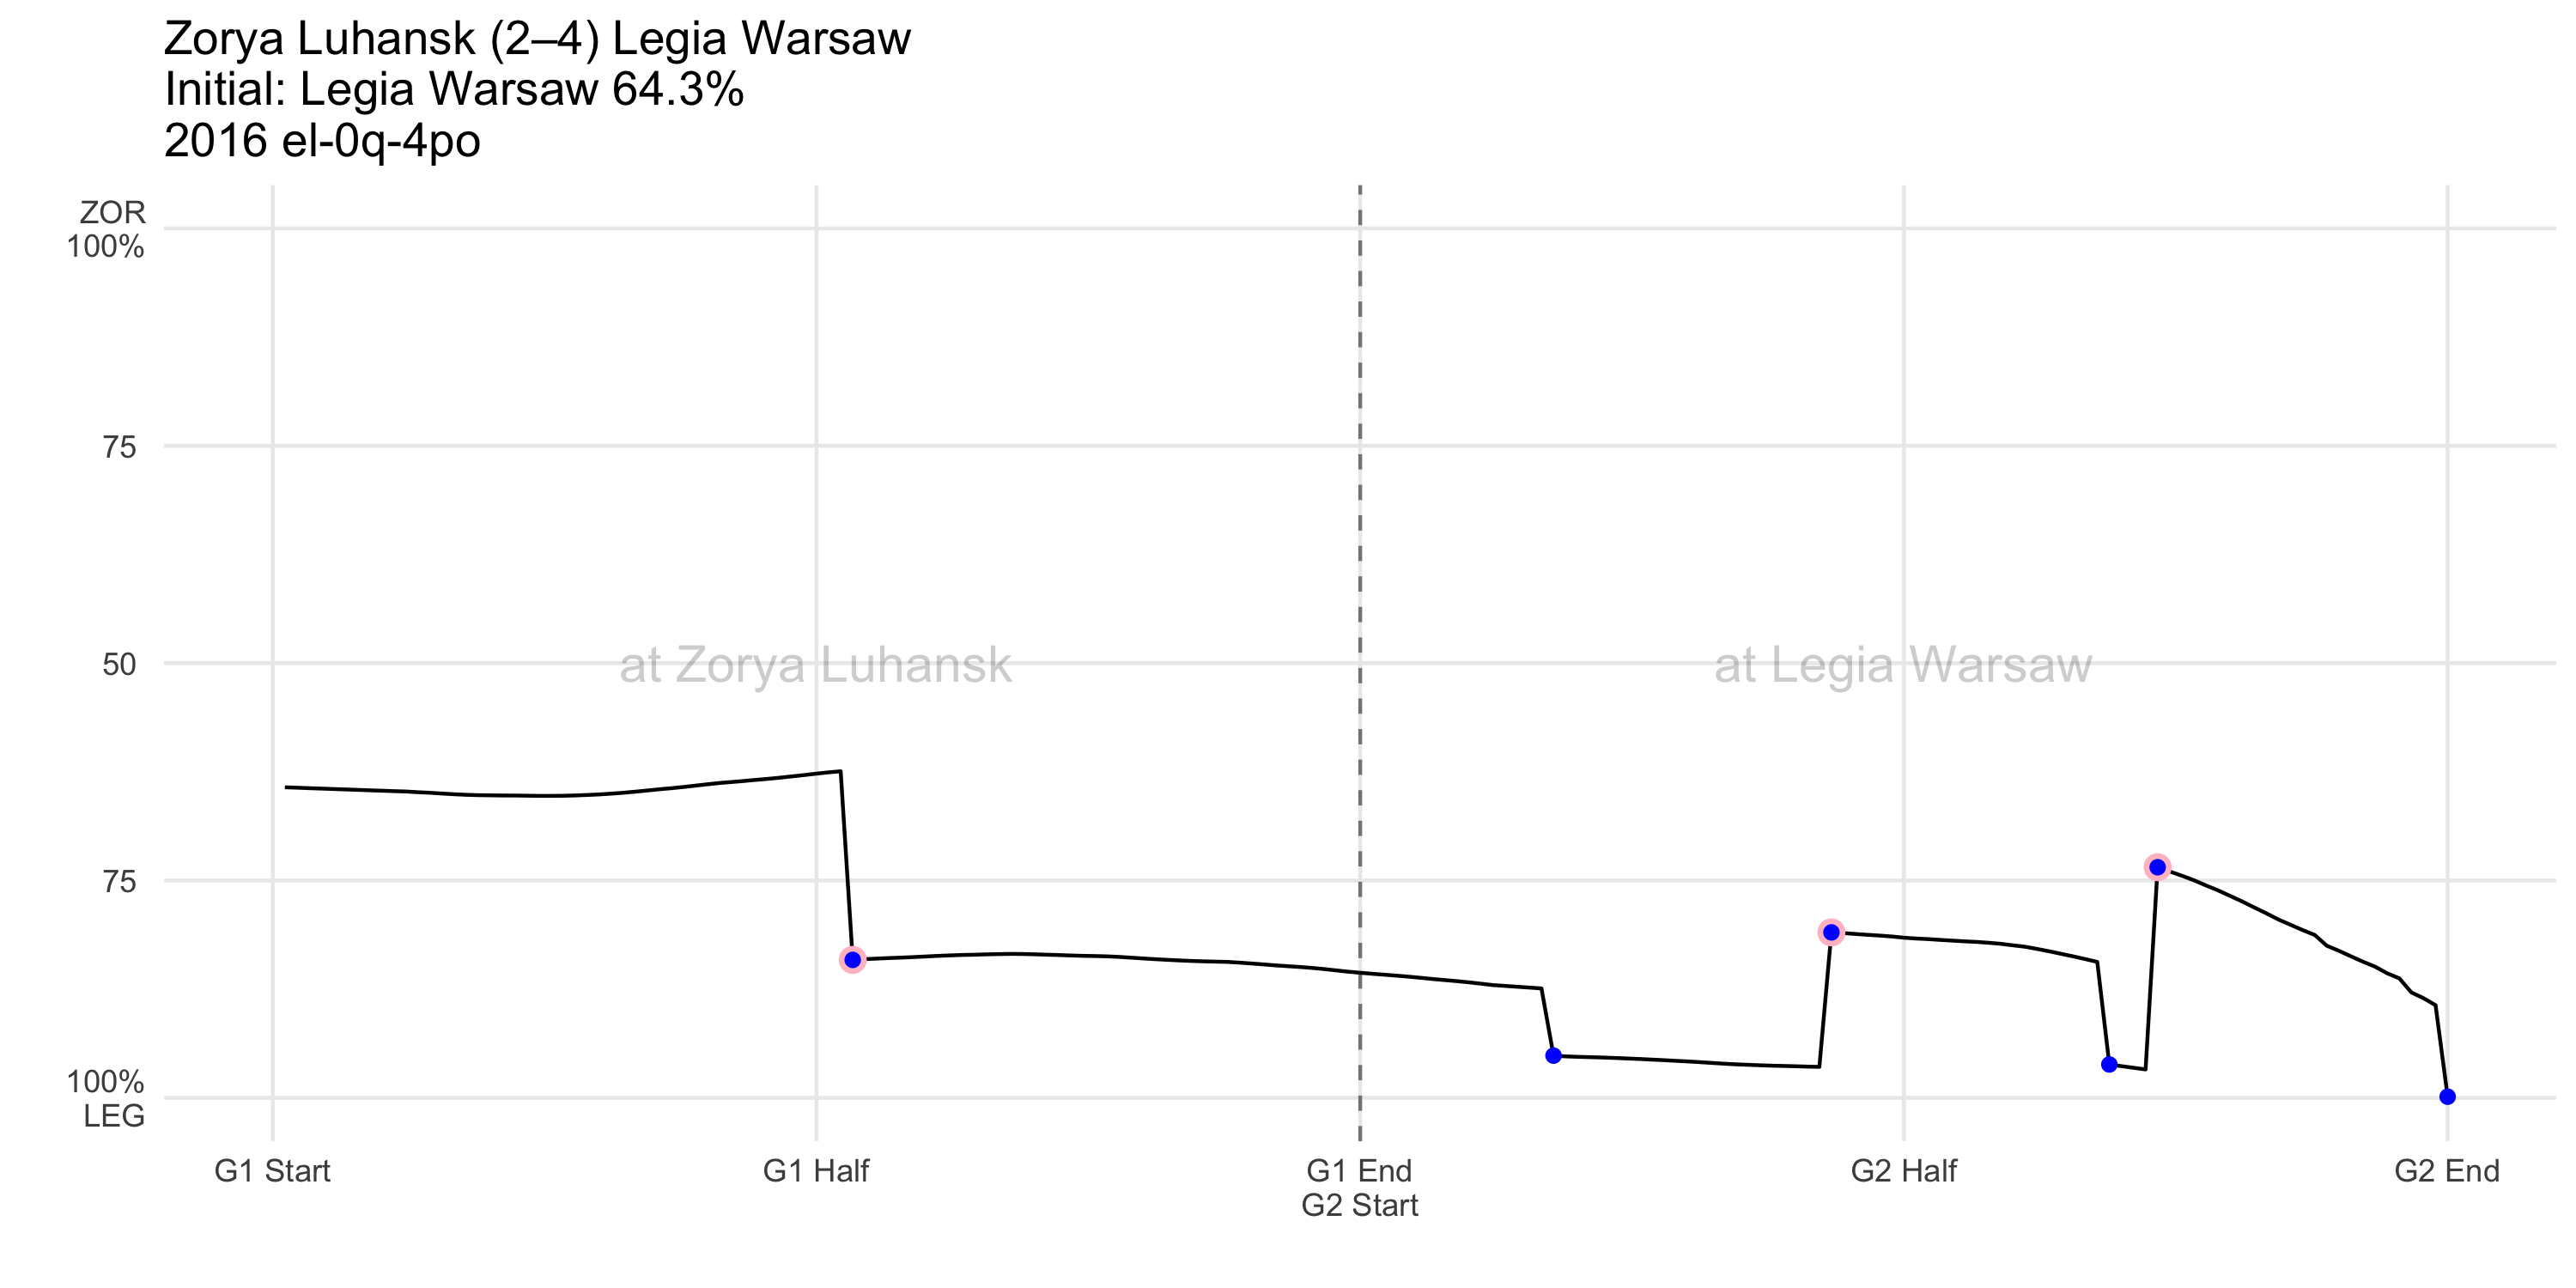 Zorya Luhansk (2–4) Legia Warsaw
Initial: Legia Warsaw 64.3%
2016 el-0q-4po
ZOR
100%
75
50
75
100%
LEG
at Zorya Luhansk
at Legia Warsaw
G1 Start
G1 Half
G1 End
G2 Start
G2 Half
G2 End